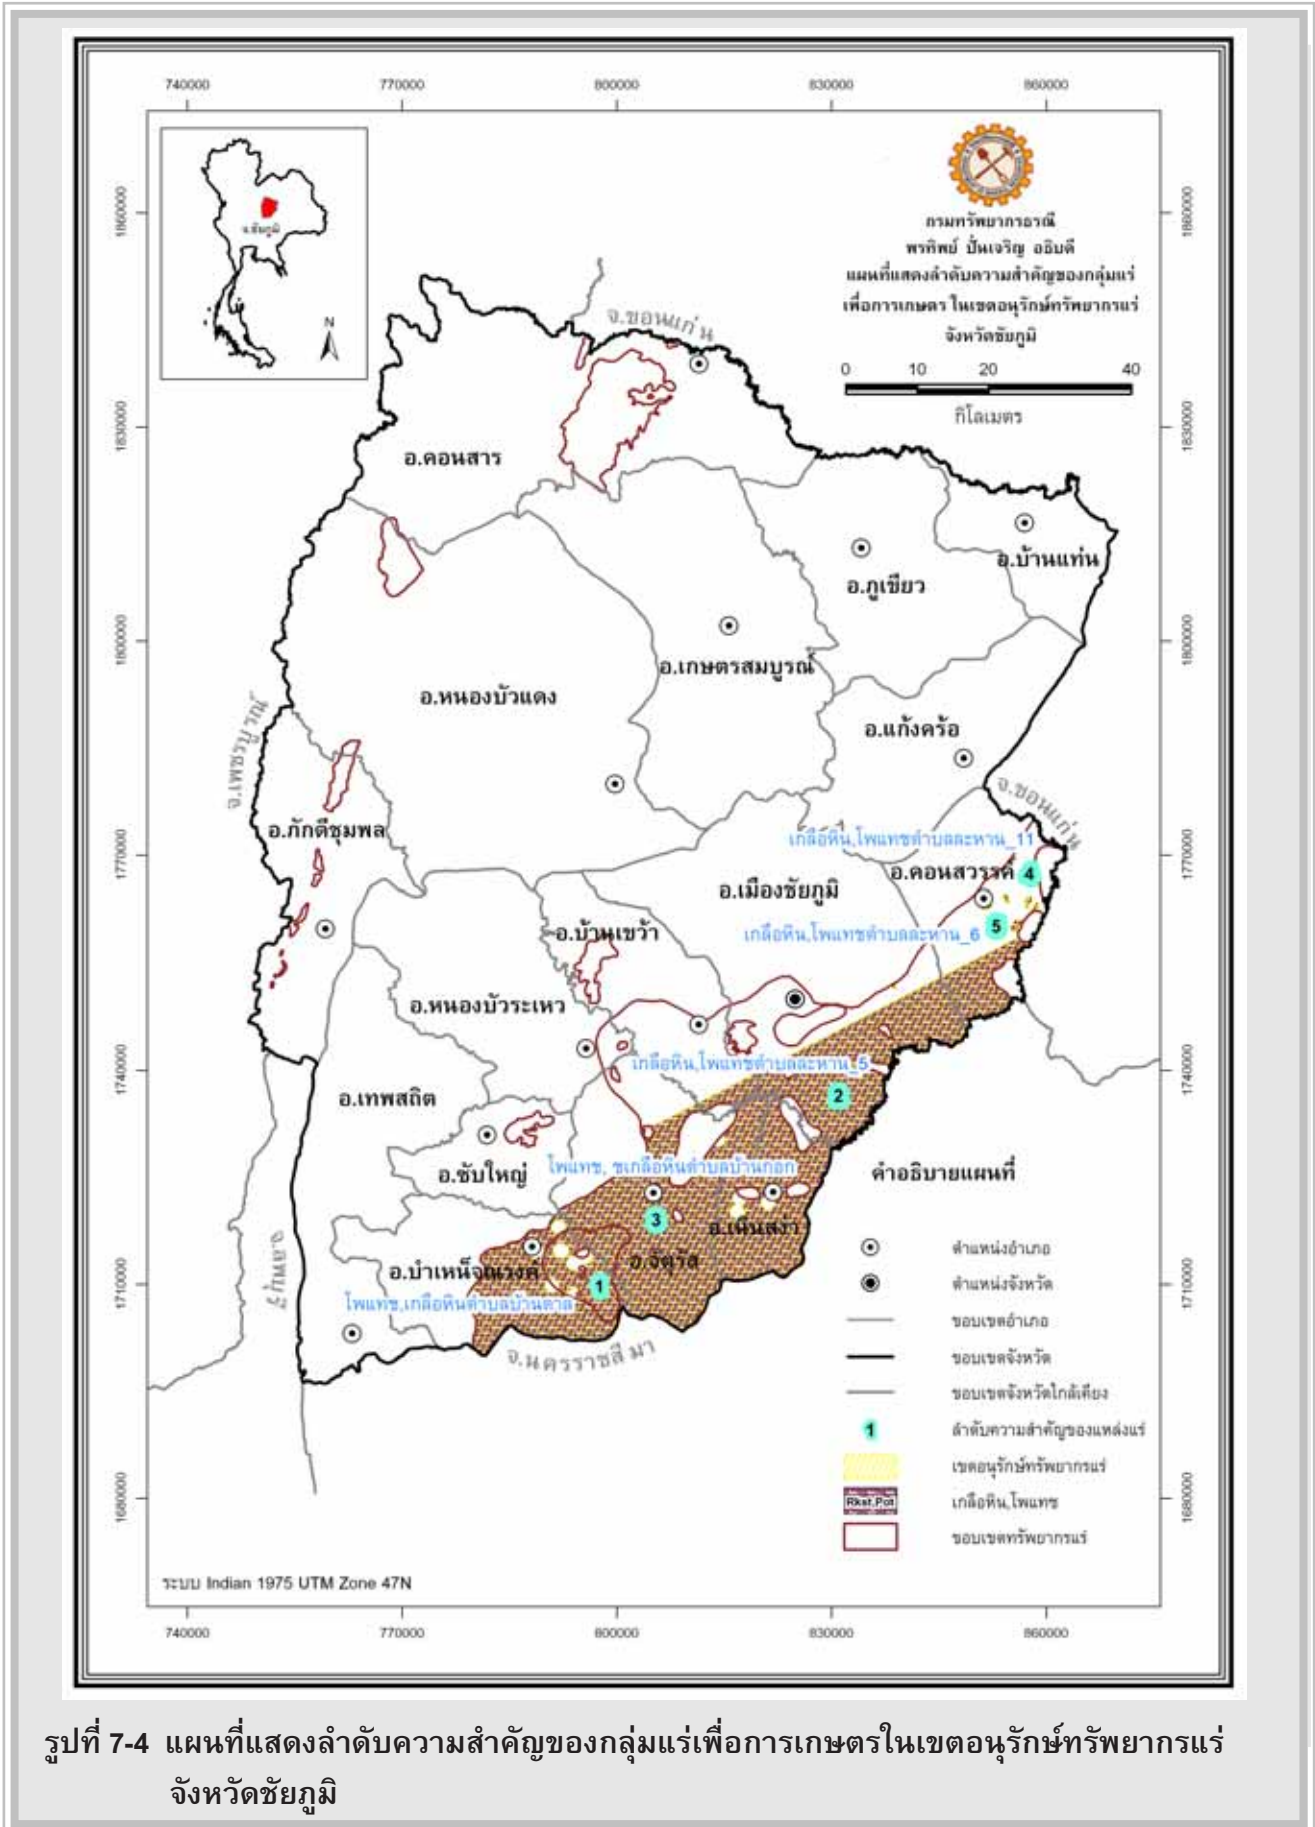 740000 770000 800000 830000 860000
1860000 1860000
1830000 1830000
1800000 1800000
1770000 1770000
1740000 1740000
1710000 1710000
1680000 1680000
จ.ชัยภูมิ
N
กรมทรัพยากรธรณี
พรทิพย์ ปั่นเจริญ อธิบดี
แผนที่แสดงลำดับความสำคัญของกลุ่มแร่
เพื่อการเกษตร ในเขตอนุรักษ์ทรัพยากรแร่
จังหวัดชัยภูมิ
0 10 20 40
กิโลเมตร
จ.ขอนแก่น
อ.คอนสาร
อ.บ้านแท่น
อ.ภูเขียว
อ.เกษตรสมบูรณ์
อ.หนองบัวแดง
อ.แก้งคร้อ
จ.เพชรบูรณ์
จ.ขอนแก่น
อ.ภักดีชุมพล
เกลือหิน,โพแทชตำบลละหาน_11
อ.คอนสวรรค์
4
อ.เมืองชัยภูมิ
5
เกลือหิน,โพแทชตำบลละหาน_6
อ.บ้านเขว้า
อ.หนองบัวระเหว
เกลือหิน,โพแทชตำบลละหาน_5
2
อ.เทพสถิต
อ.ซับใหญ่
โพแทช, ชเกลือหินตำบลบ้านกอก
3
อ.เนินสง่า
อ.จัตุรัส
อ.บำเหน็จณรงค์
1
โพแทช,เกลือหินตำบลบ้านตาล
จ.ลพบุรี
จ.นครราชสีมา
คำอธิบายแผนที่
ตำแหน่งอำเภอ
ตำแหน่งจังหวัด
ขอบเขตอำเภอ
ขอบเขตจังหวัด
ขอบเขตจังหวัดใกล้เคียง
1 ลำดับความสำคัญของแหล่งแร่
เขตอนุรักษ์ทรัพยากรแร่
Rkst,Pot เกลือหิน,โพแทช
ขอบเขตทรัพยากรแร่
ระบบ Indian 1975 UTM Zone 47N
740000 770000 800000 830000 860000
รูปที่ 7-4 แผนที่แสดงลำดับความสำคัญของกลุ่มแร่เพื่อการเกษตรในเขตอนุรักษ์ทรัพยากรแร่
จังหวัดชัยภูมิ